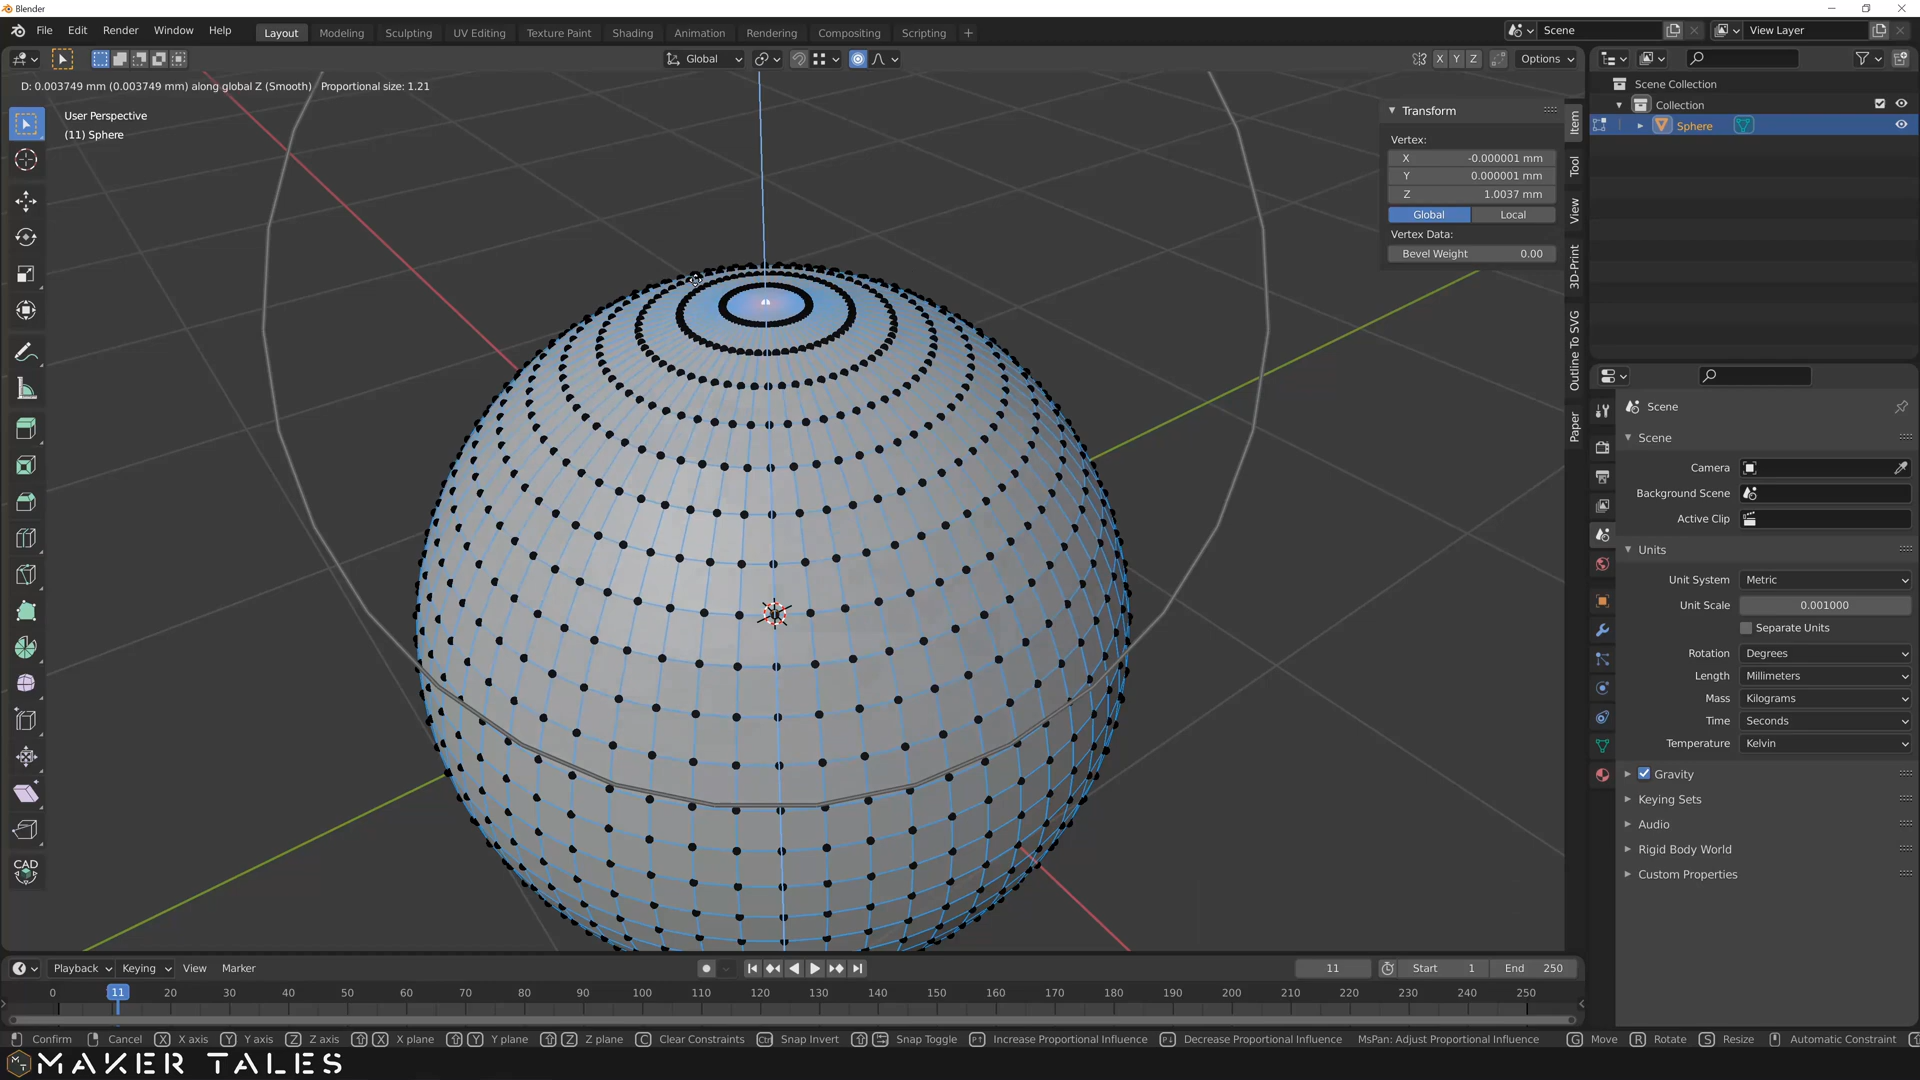 Blender
File Edit Render Window Help
Layout Modeling Sculpting UV Editing Texture Paint Shading Animation Rendering Compositing Scripting +
Scene View Layer
Global X Y Z Options
D: 0.003749 mm (0.003749 mm) along global Z (Smooth) Proportional size: 1.21
User Perspective
(11) Sphere
Transform
Vertex:
X -0.000001 mm
Y 0.000001 mm
Z 1.0037 mm
Global Local
Vertex Data:
Bevel Weight 0.00
Item
Tool
View
3D-Print
Outline To SVG
Paper
CAD
Scene Collection
Collection
Sphere
Scene
Scene
Camera
Background Scene
Active Clip
Units
Unit System Metric
Unit Scale 0.001000
Separate Units
Rotation Degrees
Length Millimeters
Mass Kilograms
Time Seconds
Temperature Kelvin
Gravity
Keying Sets
Audio
Rigid Body World
Custom Properties
Playback Keying View Marker 11 Start 1 End 250
0 11 20 30 40 50 60 70 80 90 100 110 120 130 140 150 160 170 180 190 200 210 220 230 240 250
Confirm Cancel X X axis Y Y axis Z Z axis X X plane Y Y plane Z Z plane C Clear Constraints Ctrl Snap Invert Snap Toggle Increase Proportional Influence Decrease Proportional Influence MsPan: Adjust Proportional Influence G Move R Rotate S Resize Automatic Constraint
MAKER TALES